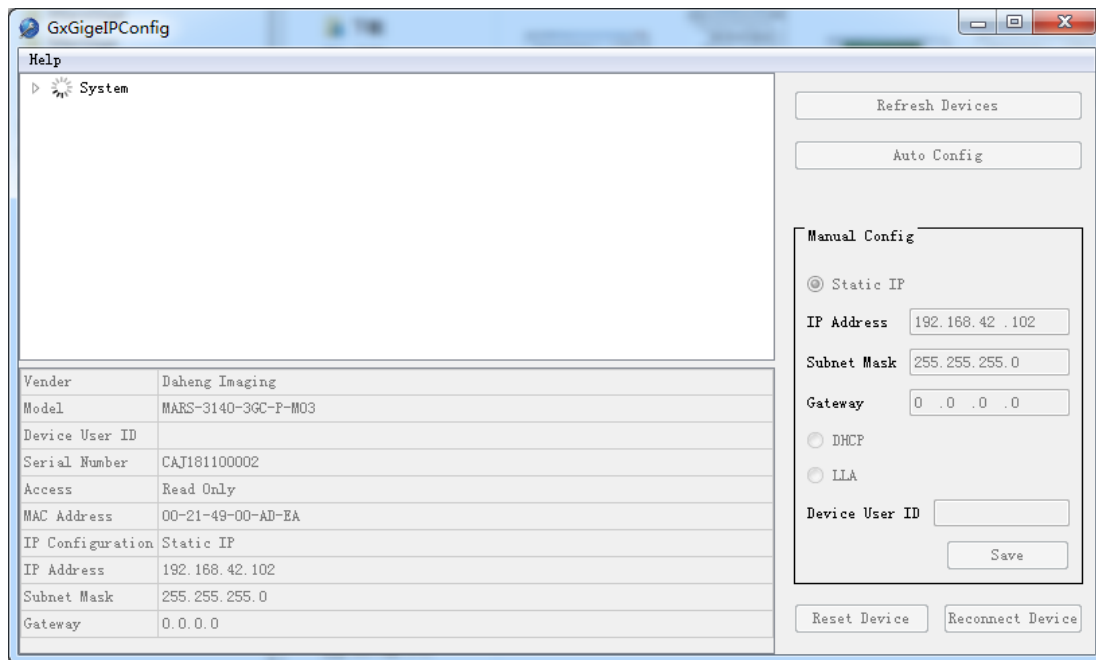 GxGigeIPConfig
Help
System
Refresh Devices
Auto Config
Manual Config
Static IP
IP Address 192.168.42 .102
Subnet Mask 255.255.255.0
Gateway 0 .0 .0 .0
DHCP
LLA
Device User ID
Save
Reset Device Reconnect Device
Vender Daheng Imaging
Model MARS-3140-3GC-P-M03
Device User ID
Serial Number CAJ181100002
Access Read Only
MAC Address 00-21-49-00-AD-EA
IP Configuration Static IP
IP Address 192.168.42.102
Subnet Mask 255.255.255.0
Gateway 0.0.0.0